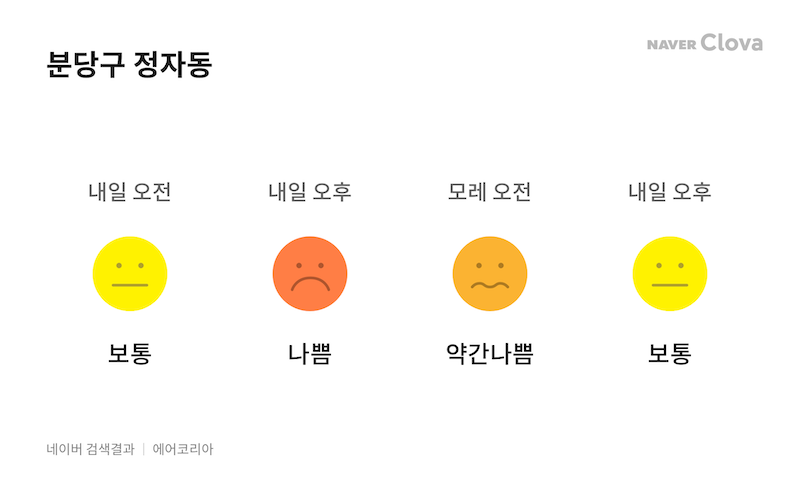 NAVER Clova
분당구 정자동
내일 오전
내일 오후
모레 오전
내일 오후
보통
나쁨
약간나쁨
보통
네이버 검색결과 | 에어코리아